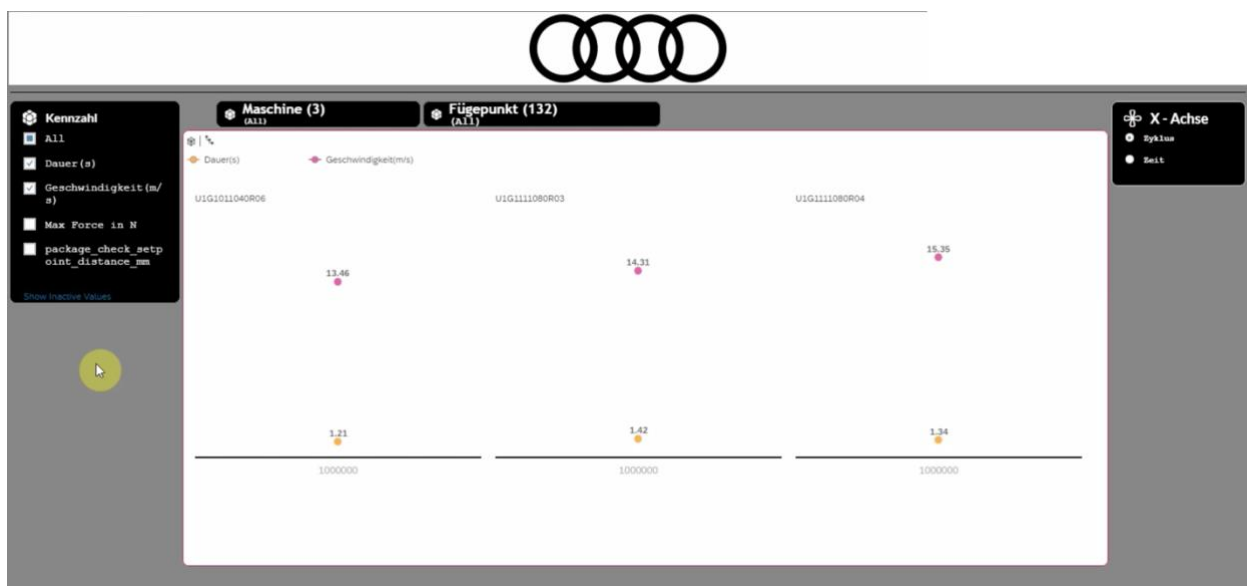 Kennzahl
All
Dauer(s)
Geschwindigkeit(m/
s)
Max Force in N
package_check_setp
oint_distance_mm
Show Inactive Values
Maschine (3)
(All)
Fügepunkt (132)
(All)
X - Achse
Zyklus
Zeit
Dauer(s) Geschwindigkeit(m/s)
U1G1011040R06 U1G1111080R03 U1G1111080R04
13.46 14.31 15.35
1.21 1.42 1.34
1000000 1000000 1000000